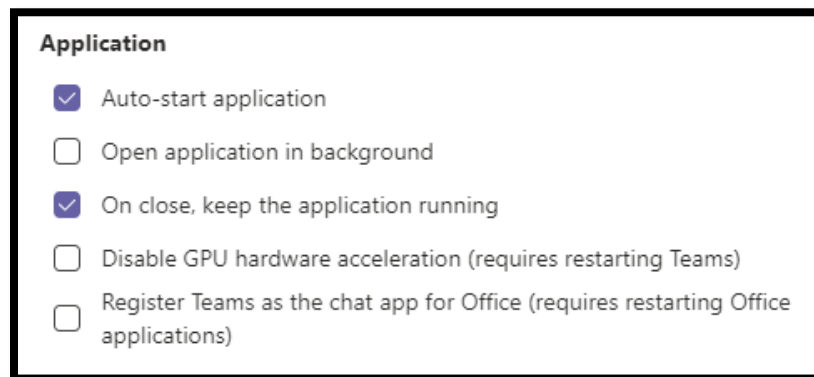 Application
Auto-start application
Open application in background
On close, keep the application running
Disable GPU hardware acceleration (requires restarting Teams)
Register Teams as the chat app for Office (requires restarting Office
applications)